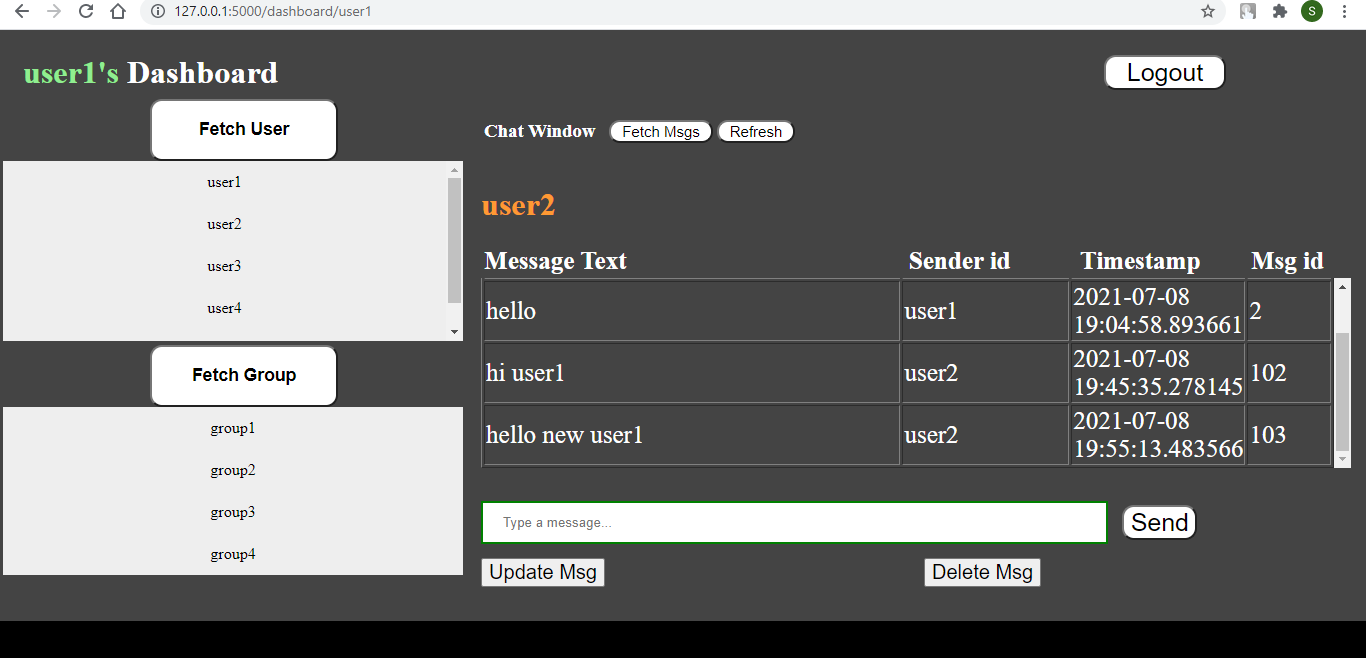 127.0.0.1:5000/dashboard/user1
S
user1's Dashboard
Logout
Fetch User
user1
user2
user3
user4
Fetch Group
group1
group2
group3
group4
Chat Window Fetch Msgs Refresh
user2
Message Text Sender id Timestamp Msg id
hello user1 2021-07-08 19:04:58.893661 2
hi user1 user2 2021-07-08 19:45:35.278145 102
hello new user1 user2 2021-07-08 19:55:13.483566 103
Type a message...
Send
Update Msg Delete Msg